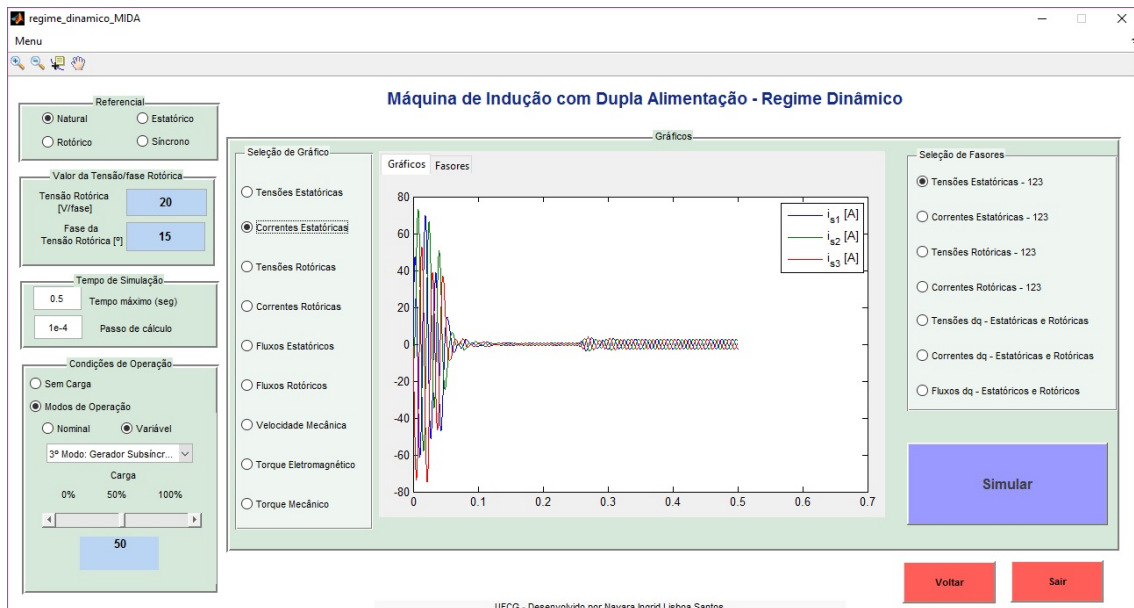 regime_dinamico_MIDA
Menu
Máquina de Indução com Dupla Alimentação - Regime Dinâmico
Referencial
Natural
Estatórico
Rotórico
Síncrono
Valor da Tensão/fase Rotórica
Tensão Rotórica
[V/fase]
20
Fase da
Tensão Rotórica [º]
15
Tempo de Simulação
0.5
Tempo máximo (seg)
1e-4
Passo de cálculo
Condições de Operação
Sem Carga
Modos de Operação
Nominal
Variável
3º Modo: Gerador Subsíncr...
Carga
0% 50% 100%
50
Gráficos
Seleção de Gráfico
Tensões Estatóricas
Correntes Estatóricas
Tensões Rotóricas
Correntes Rotóricas
Fluxos Estatóricos
Fluxos Rotóricos
Velocidade Mecânica
Torque Eletromagnético
Torque Mecânico
Gráficos Fasores
80
60
40
20
0
-20
-40
-60
-80
0 0.1 0.2 0.3 0.4 0.5 0.6 0.7
i_s1 [A]
i_s2 [A]
i_s3 [A]
Seleção de Fasores
Tensões Estatóricas - 123
Correntes Estatóricas - 123
Tensões Rotóricas - 123
Correntes Rotóricas - 123
Tensões dq - Estatóricas e Rotóricas
Correntes dq - Estatóricas e Rotóricas
Fluxos dq - Estatóricos e Rotóricos
Simular
Voltar
Sair
UFCG - Desenvolvido por Nayara Ingrid Lisboa Santos